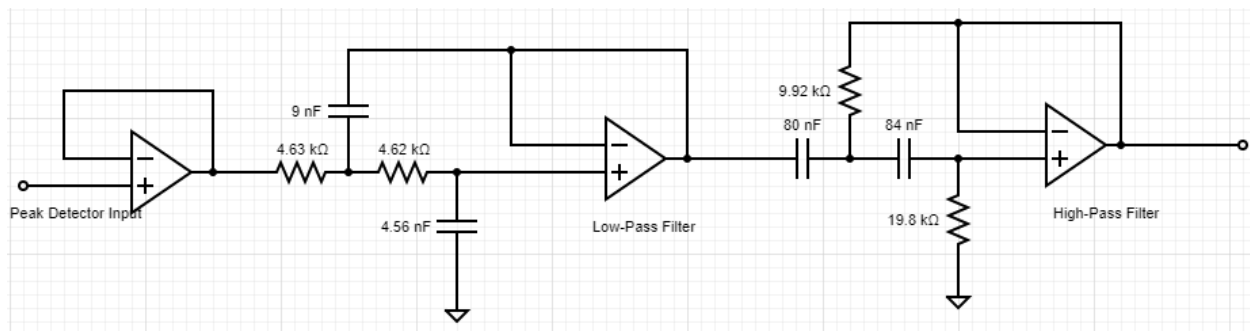 9.92 kΩ
9 nF
80 nF
84 nF
4.63 kΩ
4.62 kΩ
Peak Detector Input
4.56 nF
Low-Pass Filter
19.8 kΩ
High-Pass Filter